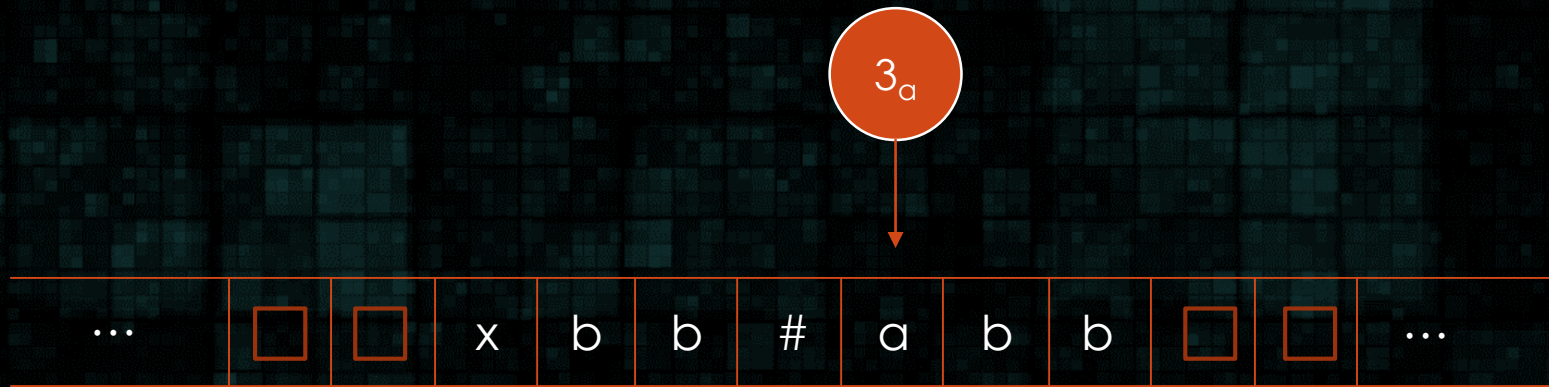 3ₐ
... □ □ x b b # a b b □ □ ...